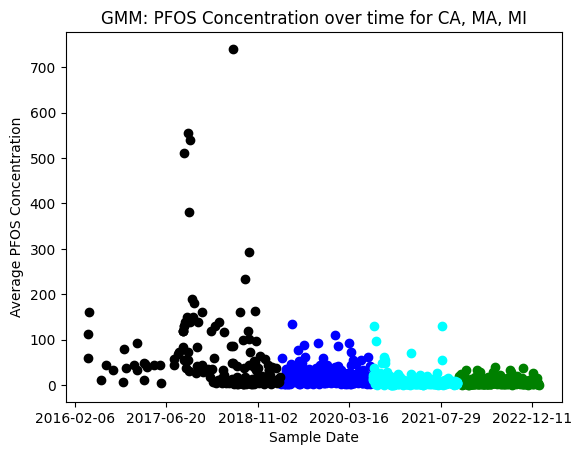 GMM: PFOS Concentration over time for CA, MA, MI
Average PFOS Concentration
700
600
500
400
300
200
100
0
2016-02-06 2017-06-20 2018-11-02 2020-03-16 2021-07-29 2022-12-11
Sample Date